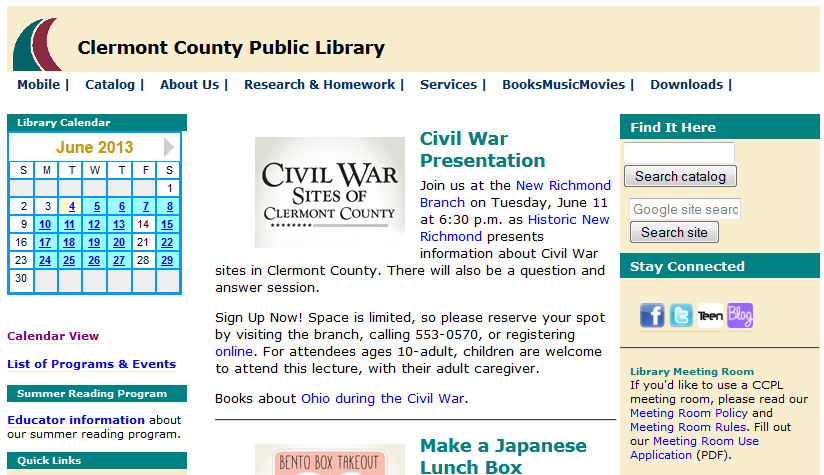 Clermont County Public Library
Mobile | Catalog | About Us | Research & Homework | Services | BooksMusicMovies | Downloads |
Library Calendar
June 2013
S M T W T F S
1
2 3 4 5 6 7 8
9 10 11 12 13 14 15
16 17 18 19 20 21 22
23 24 25 26 27 28 29
30
Calendar View
List of Programs & Events
Summer Reading Program
Educator information about
our summer reading program.
Quick Links
CIVIL WAR
SITES OF
CLERMONT COUNTY
Civil War
Presentation
Join us at the New Richmond
Branch on Tuesday, June 11
at 6:30 p.m. as Historic New
Richmond presents
information about Civil War
sites in Clermont County. There will also be a question and
answer session.
Sign Up Now! Space is limited, so please reserve your spot
by visiting the branch, calling 553-0570, or registering
online. For attendees ages 10-adult, children are welcome
to attend this lecture, with their adult caregiver.
Books about Ohio during the Civil War.
BENTO BOX TAKEOUT
Make a Japanese
Lunch Box
Find It Here
Search catalog
Google site searc
Search site
Stay Connected
f t Teen Blog
Library Meeting Room
If you'd like to use a CCPL
meeting room, please read our
Meeting Room Policy and
Meeting Room Rules. Fill out
our Meeting Room Use
Application (PDF).